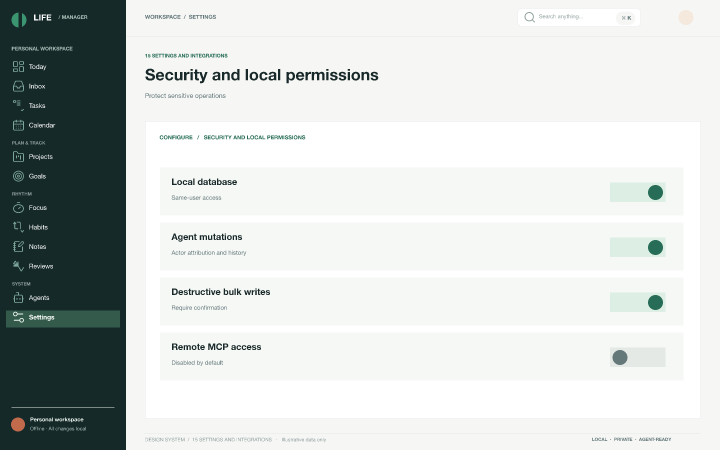 LIFE / MANAGER
PERSONAL WORKSPACE
Today
Inbox
Tasks
Calendar
PLAN & TRACK
Projects
Goals
RHYTHM
Focus
Habits
Notes
Reviews
SYSTEM
Agents
Settings
Personal workspace
Offline · All changes local
WORKSPACE / SETTINGS
Search anything...
⌘ K
15 SETTINGS AND INTEGRATIONS
Security and local permissions
Protect sensitive operations
CONFIGURE / SECURITY AND LOCAL PERMISSIONS
Local database
Same-user access
Agent mutations
Actor attribution and history
Destructive bulk writes
Require confirmation
Remote MCP access
Disabled by default
DESIGN SYSTEM / 15 SETTINGS AND INTEGRATIONS · Illustrative data only
LOCAL · PRIVATE · AGENT-READY